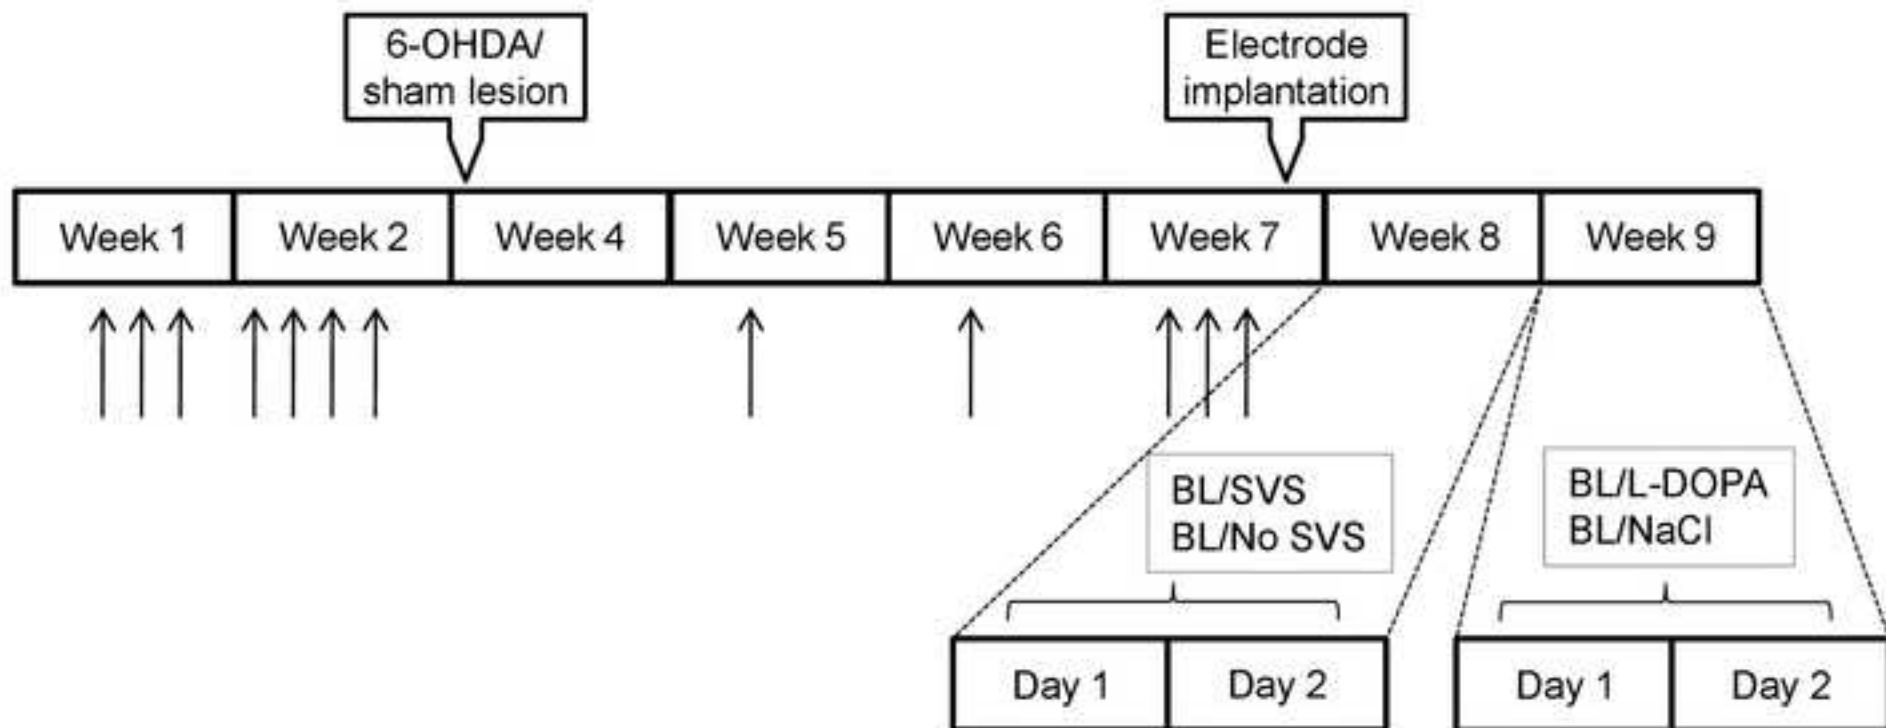 6-OHDA/
sham lesion
Electrode
implantation
Week 1
Week 2
Week 4
Week 5
Week 6
Week 7
Week 8
Week 9
BL/SVS
BL/No SVS
BL/L-DOPA
BL/NaCl
Day 1
Day 2
Day 1
Day 2